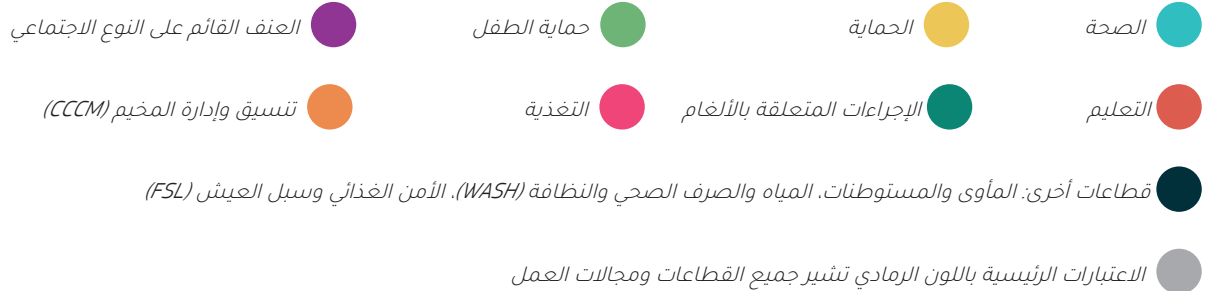 الصحة الحماية حماية الطفل العنف القائم على النوع الاجتماعي
التعليم الإجراءات المتعلقة بالألغام التغذية تنسيق وإدارة المخيم (CCCM)
قطاعات أخرى: المأوى والمستوطنات، المياه والصرف الصحي والنظافة (WASH)، الأمن الغذائي وسبل العيش (FSL)
الاعتبارات الرئيسية باللون الرمادي تشير جميع القطاعات ومجالات العمل